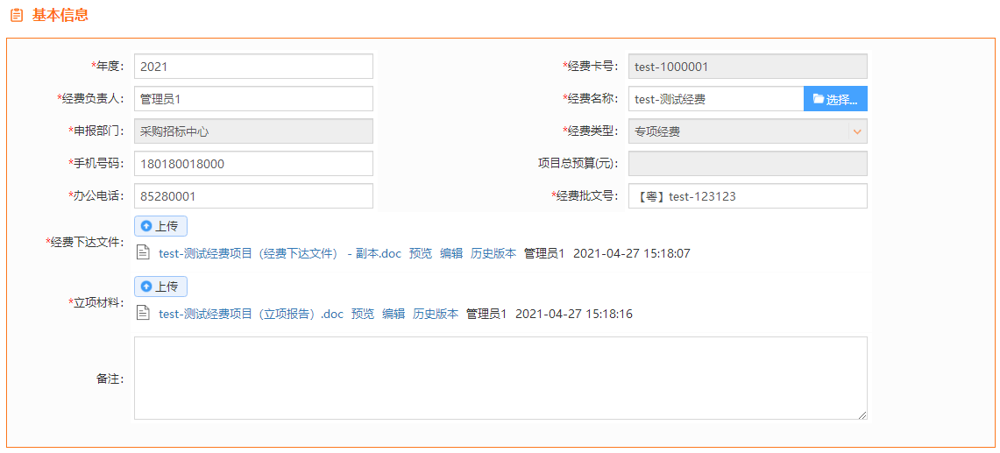 基本信息
*年度： 2021 *经费卡号： test-1000001
*经费负责人： 管理员1 *经费名称： test-测试经费 选择...
*申报部门： 采购招标中心 *经费类型： 专项经费
*手机号码： 180180018000 项目总预算(元)：
*办公电话： 85280001 *经费批文号： 【粤】test-123123
上传
*经费下达文件：
test-测试经费项目（经费下达文件） - 副本.doc 预览 编辑 历史版本 管理员1 2021-04-27 15:18:07
上传
*立项材料：
test-测试经费项目（立项报告）.doc 预览 编辑 历史版本 管理员1 2021-04-27 15:18:16
备注：